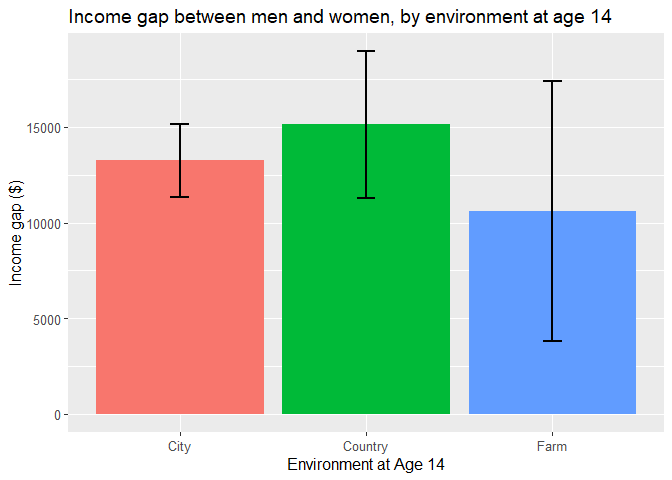 Income gap between men and women, by environment at age 14
Income gap ($)
15000
10000
5000
0
City Country Farm
Environment at Age 14